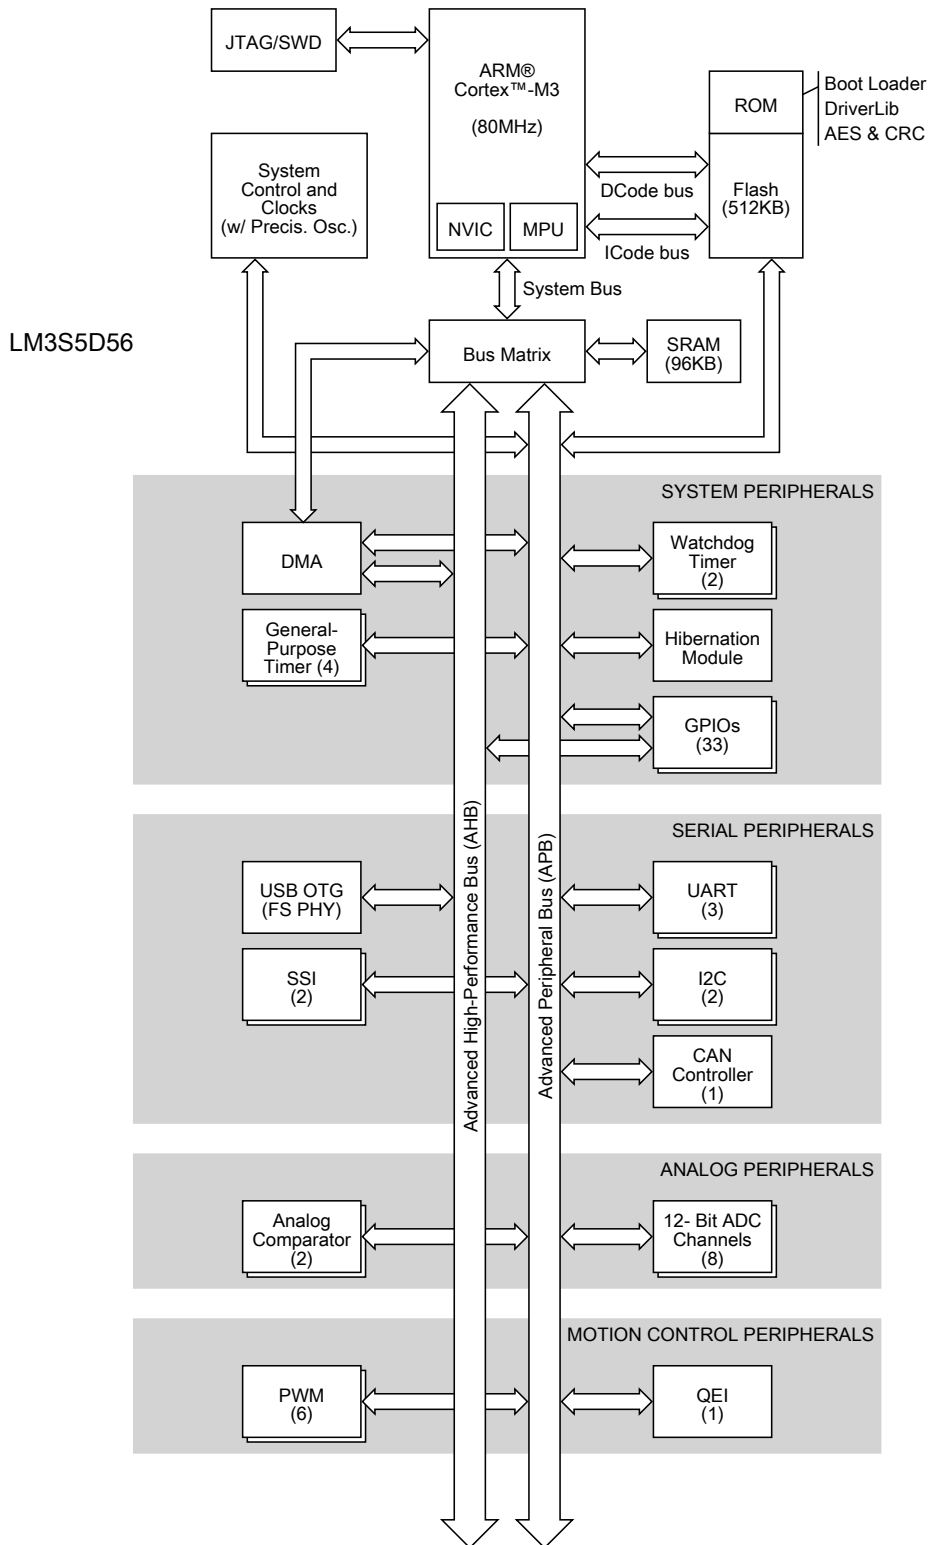 JTAG/SWD
ARM®
Cortex™-M3
(80MHz)
NVIC
MPU
ROM
Boot Loader
DriverLib
AES & CRC
Flash
(512KB)
DCode bus
ICode bus
System
Control and
Clocks
(w/ Precis. Osc.)
System Bus
LM3S5D56
Bus Matrix
SRAM
(96KB)
SYSTEM PERIPHERALS
DMA
Watchdog
Timer
(2)
General-
Purpose
Timer (4)
Hibernation
Module
GPIOs
(33)
Advanced High-Performance Bus (AHB)
Advanced Peripheral Bus (APB)
SERIAL PERIPHERALS
USB OTG
(FS PHY)
UART
(3)
SSI
(2)
I2C
(2)
CAN
Controller
(1)
ANALOG PERIPHERALS
Analog
Comparator
(2)
12- Bit ADC
Channels
(8)
MOTION CONTROL PERIPHERALS
PWM
(6)
QEI
(1)